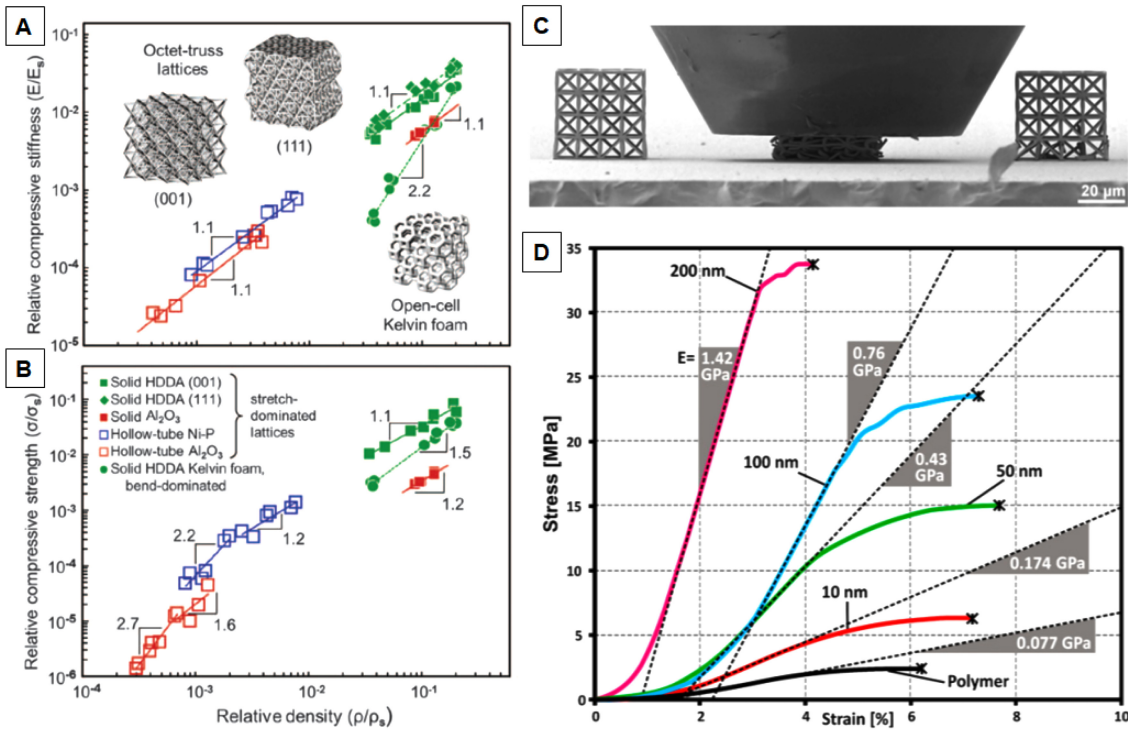 A
10⁻¹
10⁻²
10⁻³
10⁻⁴
10⁻⁵
Relative compressive stiffness (E/Eₛ)
Octet-truss
lattices
(111)
(001)
1.1
1.1
2.2
1.1
1.1
Open-cell
Kelvin foam
B
10⁻¹
10⁻²
10⁻³
10⁻⁴
10⁻⁵
10⁻⁶
Relative compressive strength (σ/σₛ)
Solid HDDA (001)
Solid HDDA (111)
Solid Al₂O₃
Hollow-tube Ni-P
Hollow-tube Al₂O₃
Solid HDDA Kelvin foam,
bend-dominated
stretch-
dominated
lattices
1.1
1.5
1.2
2.2
1.2
2.7
1.6
10⁻⁴
10⁻³
10⁻²
10⁻¹
Relative density (ρ/ρₛ)
C
20 µm
D
35
30
25
20
15
10
5
0
Stress [MPa]
200 nm
E=
1.42
GPa
0.76
GPa
100 nm
0.43
GPa
50 nm
0.174 GPa
10 nm
0.077 GPa
Polymer
0
2
4
6
8
10
Strain [%]